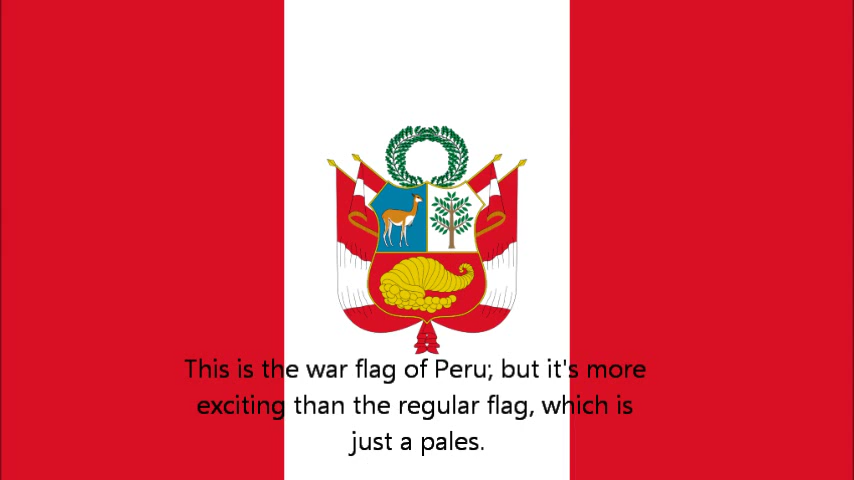 This is the war flag of Peru; but it's more
exciting than the regular flag, which is
just a pales.